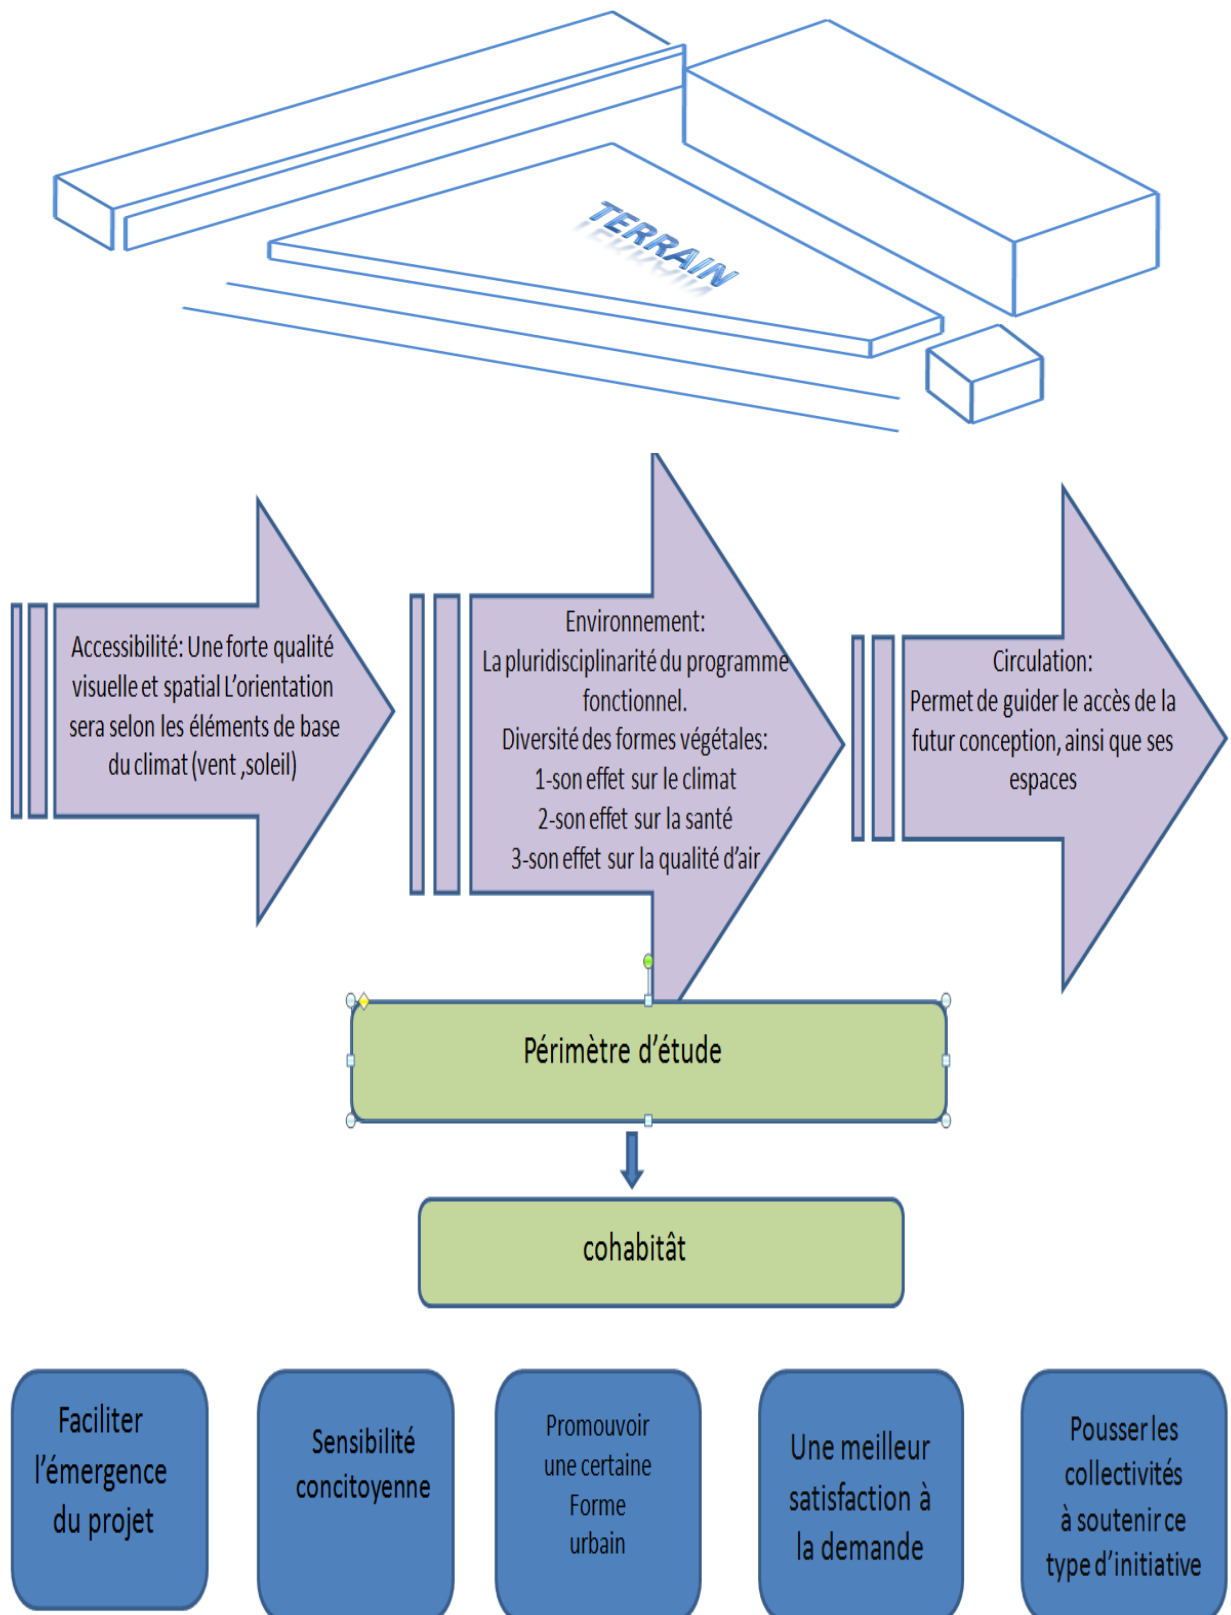 TERRAIN
Accessibilité: Une forte qualité
visuelle et spatial L'orientation
sera selon les éléments de base
du climat (vent ,soleil)
Environnement:
La pluridisciplinarité du programme
fonctionnel.
Diversité des formes végétales:
1-son effet sur le climat
2-son effet sur la santé
3-son effet sur la qualité d'air
Circulation:
Permet de guider le accès de la
futur conception, ainsi que ses
espaces
Périmètre d'étude
cohabitât
Faciliter
l'émergence
du projet
Sensibilité
concitoyenne
Promouvoir
une certaine
Forme
urbain
Une meilleur
satisfaction à
la demande
Pousser les
collectivités
à soutenir ce
type d'initiative